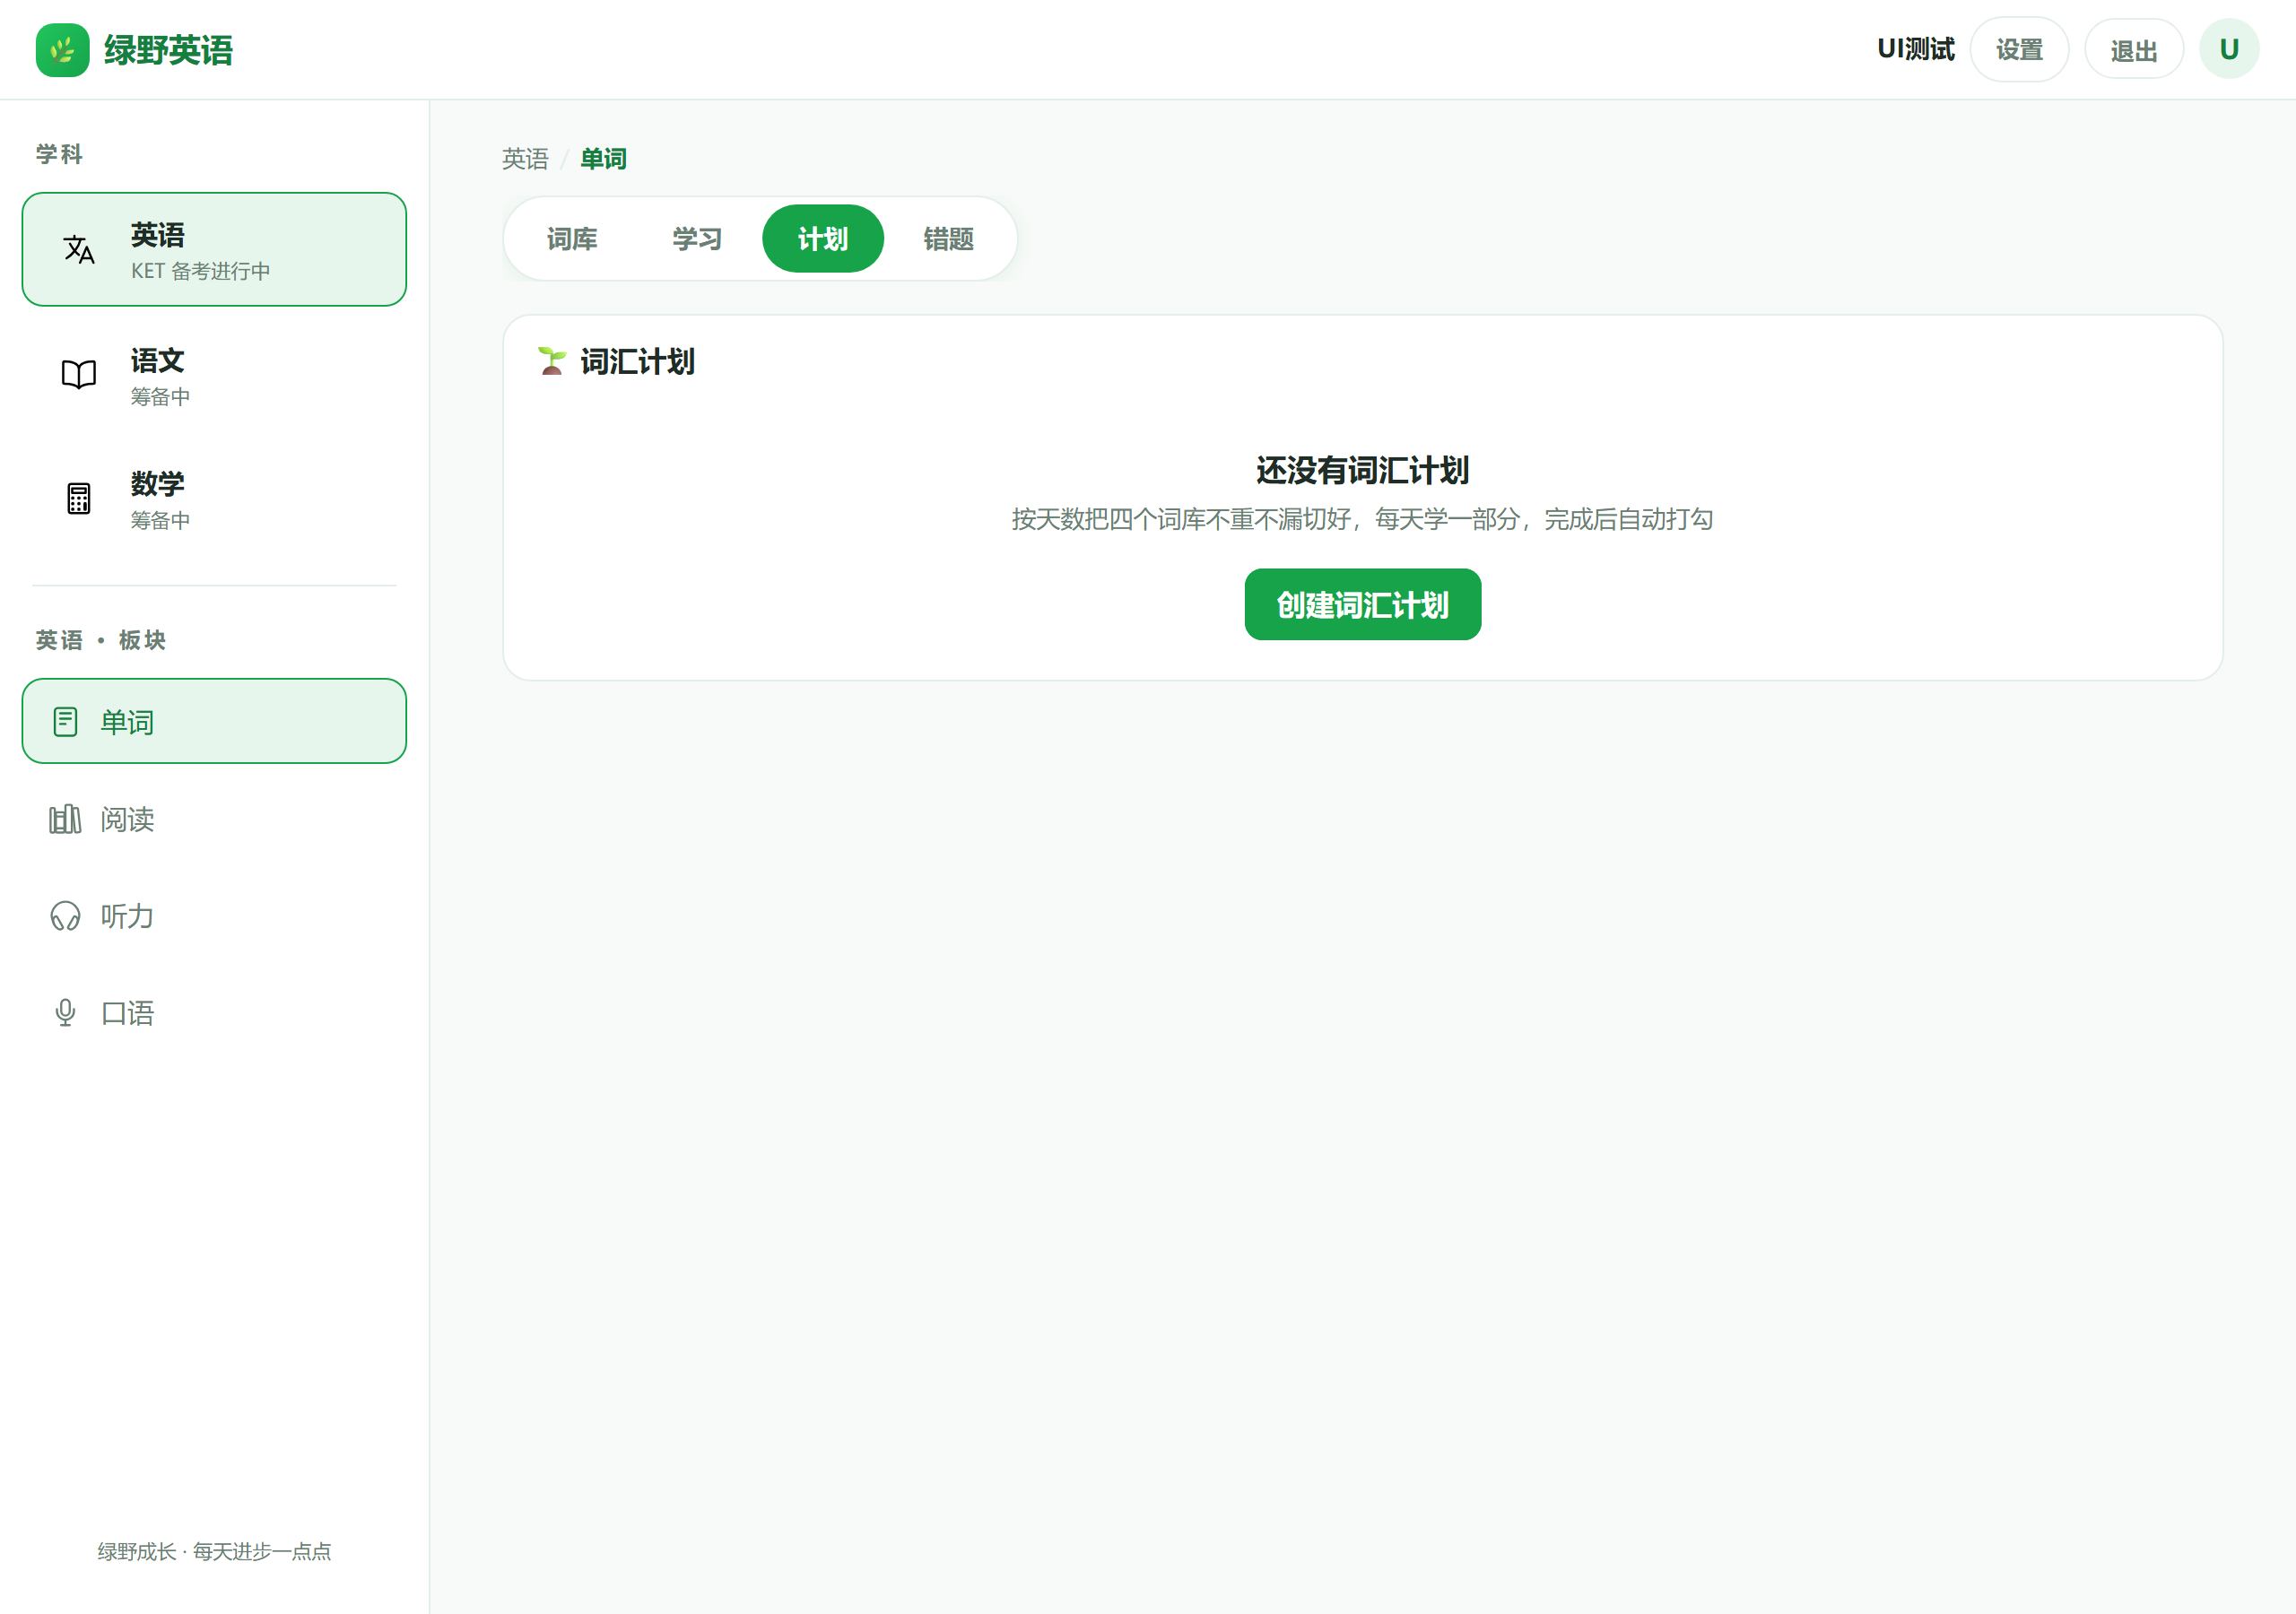 绿野英语
UI测试
设置
退出
U
学科
英语
KET 备考进行中
语文
筹备中
数学
筹备中
英语 • 板块
单词
阅读
听力
口语
绿野成长 · 每天进步一点点
英语 / 单词
词库
学习
计划
错题
词汇计划
还没有词汇计划
按天数把四个词库不重不漏切好，每天学一部分，完成后自动打勾
创建词汇计划